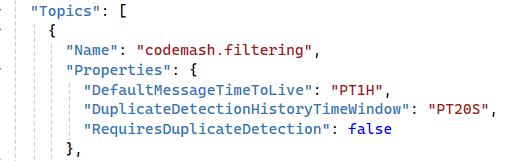 "Topics": [
{
"Name": "codemash.filtering",
"Properties": {
"DefaultMessageTimeToLive": "PT1H",
"DuplicateDetectionHistoryTimeWindow": "PT20S",
"RequiresDuplicateDetection": false
},